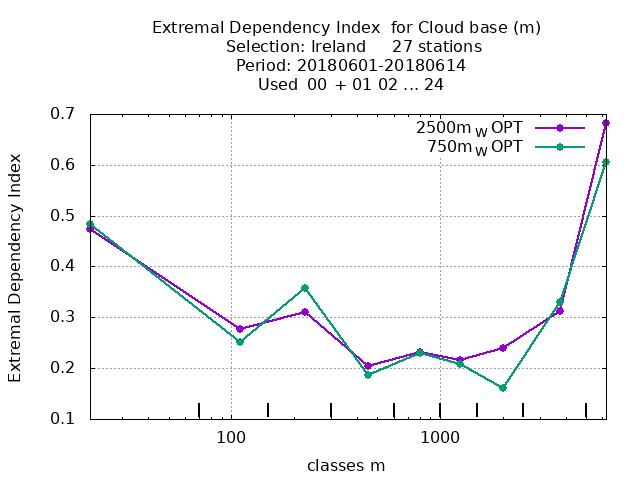 Extremal Dependency Index  for Cloud base (m)
Selection: Ireland     27 stations
Period: 20180601-20180614
Used  00  + 01 02 ... 24
0.7
0.6
0.5
0.4
0.3
0.2
0.1
Extremal Dependency Index
2500m W OPT
750m W OPT
100
1000
classes m